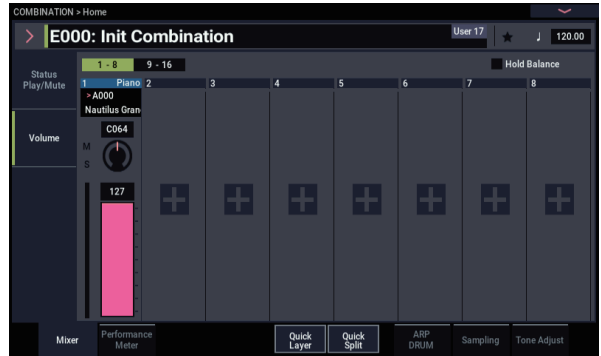 COMBINATION > Home
> E000: Init Combination
User 17
★ ♩ 120.00
1 - 8 9 - 16
Hold Balance
Status
Play/Mute
Volume
1 Piano 2 3 4 5 6 7 8
> A000
Nautilus Gran
C064
M
S
127
+ + + + + + +
Mixer
Performance
Meter
Quick
Layer
Quick
Split
ARP
DRUM
Sampling
Tone Adjust